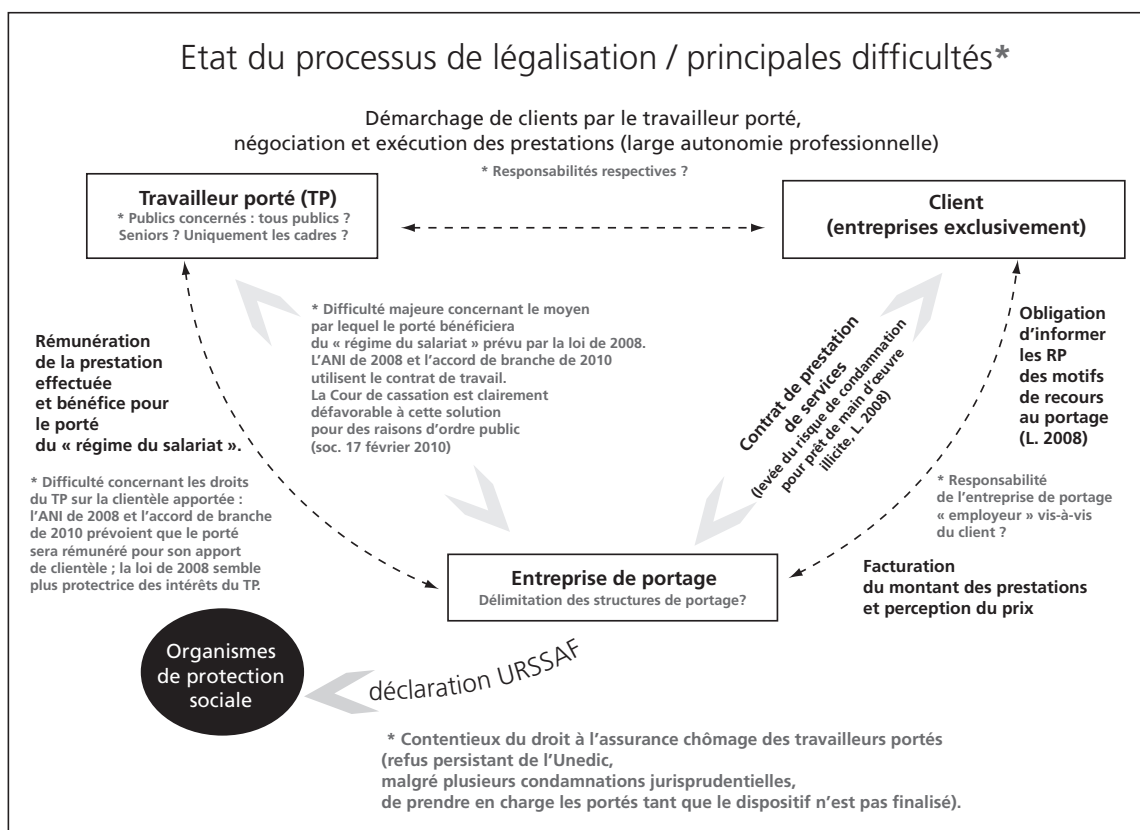 Etat du processus de légalisation / principales difficultés*
Démarchage de clients par le travailleur porté,
négociation et exécution des prestations (large autonomie professionnelle)
* Responsabilités respectives ?
Travailleur porté (TP)
* Publics concernés : tous publics ?
Seniors ? Uniquement les cadres ?
Client
(entreprises exclusivement)
* Difficulté majeure concernant le moyen
par lequel le porté bénéficiera
du « régime du salariat » prévu par la loi de 2008.
L'ANI de 2008 et l'accord de branche de 2010
utilisent le contrat de travail.
La Cour de cassation est clairement
défavorable à cette solution
pour des raisons d'ordre public
(soc. 17 février 2010)
Rémunération
de la prestation
effectuée
et bénéfice pour
le porté
du « régime du salariat ».
* Difficulté concernant les droits
du TP sur la clientèle apportée :
l'ANI de 2008 et l'accord de branche
de 2010 prévoient que le porté
sera rémunéré pour son apport
de clientèle ; la loi de 2008 semble
plus protectrice des intérêts du TP.
Contrat de prestation
de services
(levée du risque de condamnation
pour prêt de main d'œuvre
illicite, L. 2008)
Obligation
d'informer
les RP
des motifs
de recours
au portage
(L. 2008)
* Responsabilité
de l'entreprise de portage
« employeur » vis-à-vis
du client ?
Facturation
du montant des prestations
et perception du prix
Entreprise de portage
Délimitation des structures de portage?
Organismes
de protection
sociale
déclaration URSSAF
* Contentieux du droit à l'assurance chômage des travailleurs portés
(refus persistant de l'Unedic,
malgré plusieurs condamnations jurisprudentielles,
de prendre en charge les portés tant que le dispositif n'est pas finalisé).